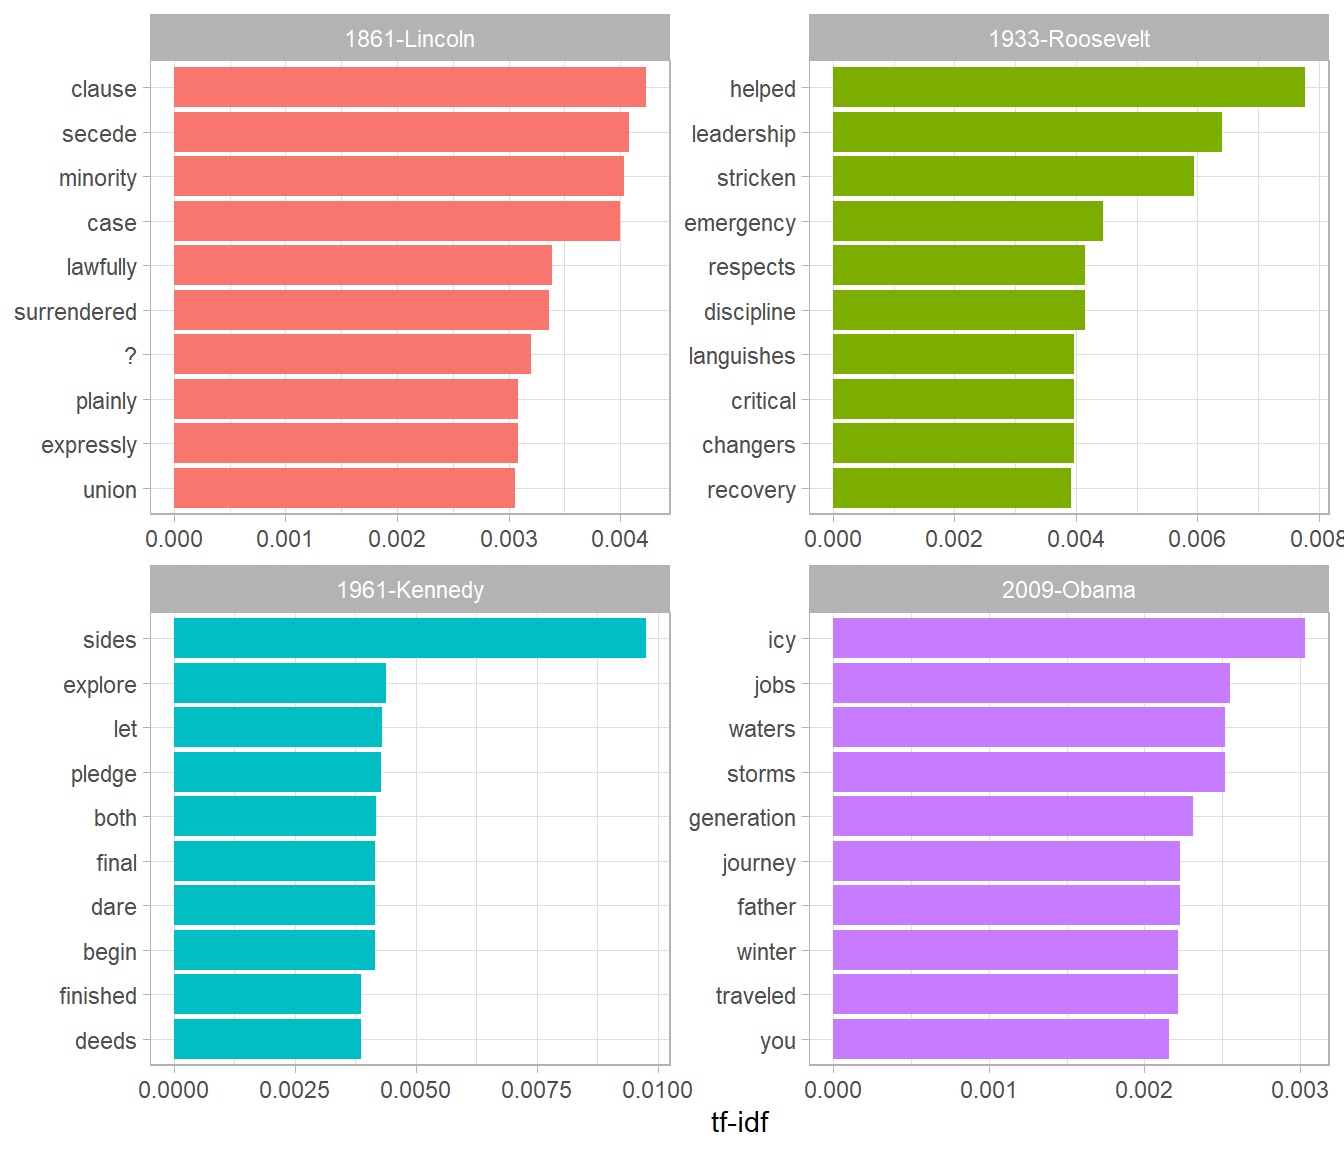 1861-Lincoln
clause
secede
minority
case
lawfully
surrendered
?
plainly
expressly
union
0.000 0.001 0.002 0.003 0.004
1933-Roosevelt
helped
leadership
stricken
emergency
respects
discipline
languishes
critical
changers
recovery
0.000 0.002 0.004 0.006 0.008
1961-Kennedy
sides
explore
let
pledge
both
final
dare
begin
finished
deeds
0.0000 0.0025 0.0050 0.0075 0.0100
2009-Obama
icy
jobs
waters
storms
generation
journey
father
winter
traveled
you
0.000 0.001 0.002 0.003
tf-idf